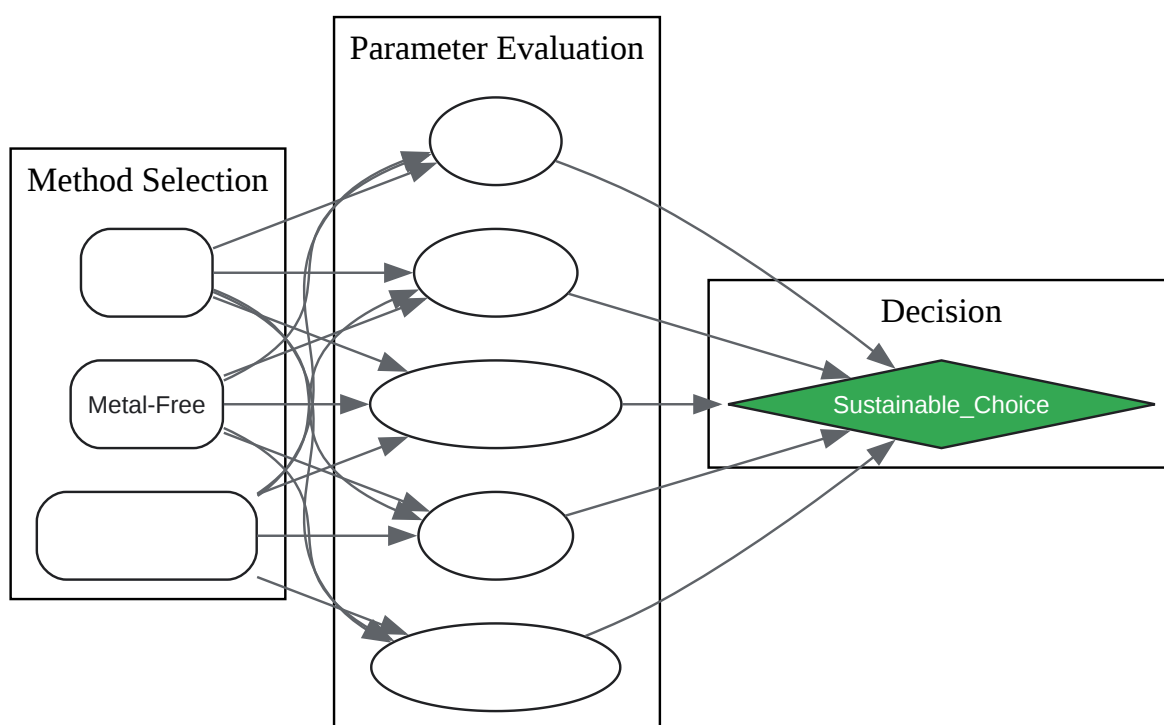 Parameter Evaluation
Method Selection
Decision
Metal-Free
Sustainable_Choice